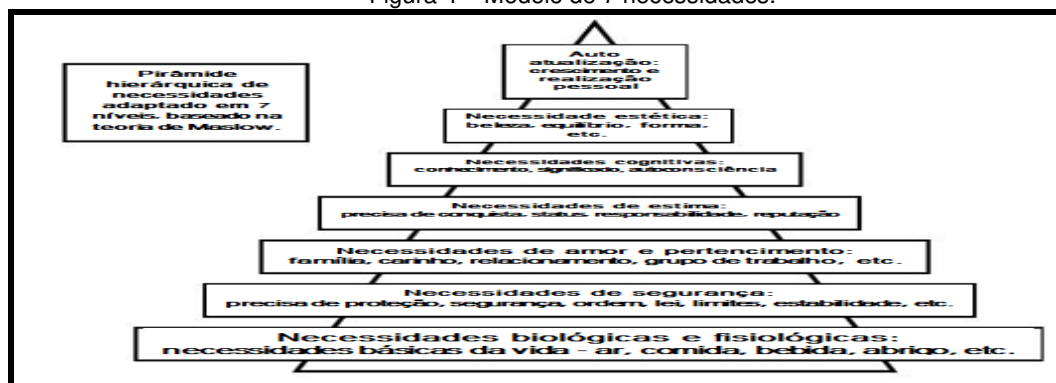 Figura 1 – Modelo de 7 necessidades.
Auto
atualização:
crescimento e
realização
pessoal
Pirâmide
hierárquica de
necessidades
adaptado em 7
níveis, baseado na
teoria de Maslow.
Necessidade estética:
beleza, equilíbrio, forma,
etc.
Necessidades cognitivas:
conhecimento, significado, autoconsciência
Necessidades de estima:
precisa de conquista, status, responsabilidade, reputação
Necessidades de amor e pertencimento:
família, carinho, relacionamento, grupo de trabalho, etc.
Necessidades de segurança:
precisa de proteção, segurança, ordem, lei, limites, estabilidade, etc.
Necessidades biológicas e fisiológicas:
necessidades básicas da vida - ar, comida, bebida, abrigo, etc.